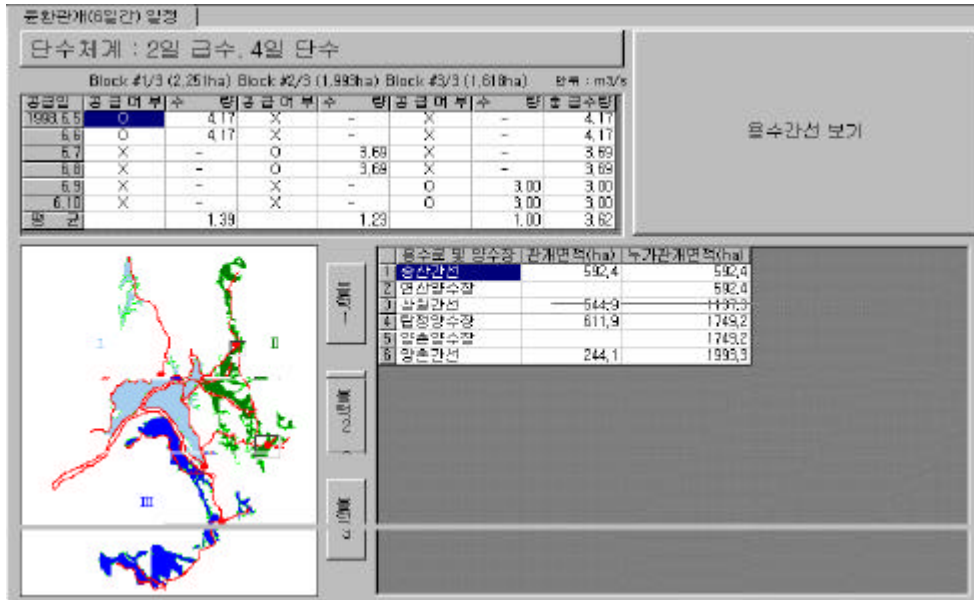 윤환관개(6일간) 일정
단수체계 : 2일 급수, 4일 단수
Block #1/3 (2,251ha) Block #2/3 (1,993ha) Block #3/3 (1,618ha) 단위 : m3/s
공급일 공급여부 수 량 공급여부 수 량 공급여부 수 량 총급수량
1998.6.5 O 4.17 X - X - 4.17
6.6 O 4.17 X - X - 4.17
6.7 X - O 3.69 X - 3.69
6.8 X - O 3.69 X - 3.69
6.9 X - X - O 3.00 3.00
6.10 X - X - O 3.00 3.00
평 균 1.39 1.23 1.00 3.62
용수간선 보기
용수로 및 양수장 관개면적(ha) 누가관개면적(ha)
1 592.4 592.4
2 연산양수장 592.4
3 상월간선 544.9 1137.3
4 탑정양수장 611.9 1749.2
5 양촌양수장 1749.2
6 양촌간선 244.1 1993.3
I
II
III